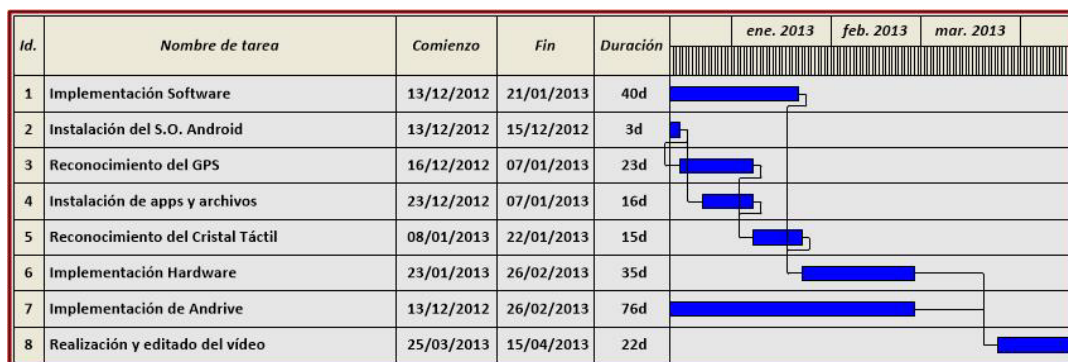 Id. Nombre de tarea Comienzo Fin Duración ene. 2013 feb. 2013 mar. 2013
1 Implementación Software 13/12/2012 21/01/2013 40d
2 Instalación del S.O. Android 13/12/2012 15/12/2012 3d
3 Reconocimiento del GPS 16/12/2012 07/01/2013 23d
4 Instalación de apps y archivos 23/12/2012 07/01/2013 16d
5 Reconocimiento del Cristal Táctil 08/01/2013 22/01/2013 15d
6 Implementación Hardware 23/01/2013 26/02/2013 35d
7 Implementación de Andrive 13/12/2012 26/02/2013 76d
8 Realización y editado del vídeo 25/03/2013 15/04/2013 22d